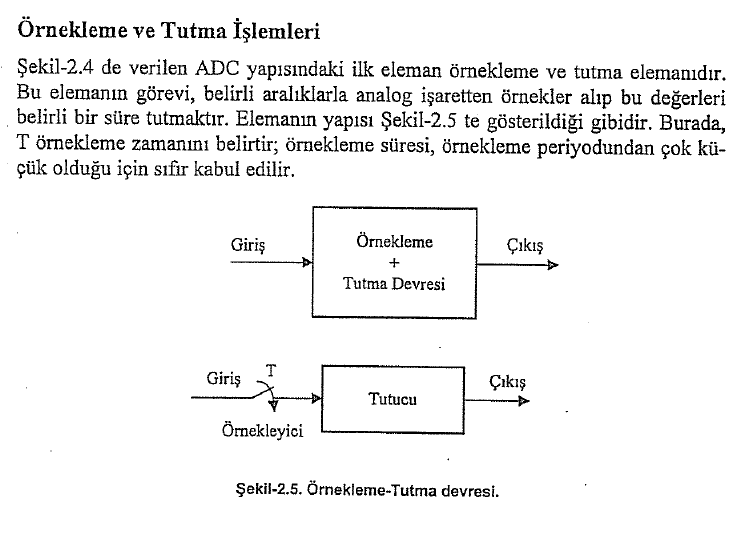 Örnekleme ve Tutma İşlemleri
Şekil-2.4 de verilen ADC yapısındaki ilk eleman örnekleme ve tutma elemanıdır.
Bu elemanın görevi, belirli aralıklarla analog işaretten örnekler alıp bu değerleri
belirli bir süre tutmaktır. Elemanın yapısı Şekil-2.5 te gösterildiği gibidir. Burada,
T örnekleme zamanını belirtir; örnekleme süresi, örnekleme periyodundan çok kü-
çük olduğu için sıfır kabul edilir.
Giriş
Örnekleme
+
Tutma Devresi
Çıkış
Giriş
T
Örnekleyici
Tutucu
Çıkış
Şekil-2.5. Örnekleme-Tutma devresi.